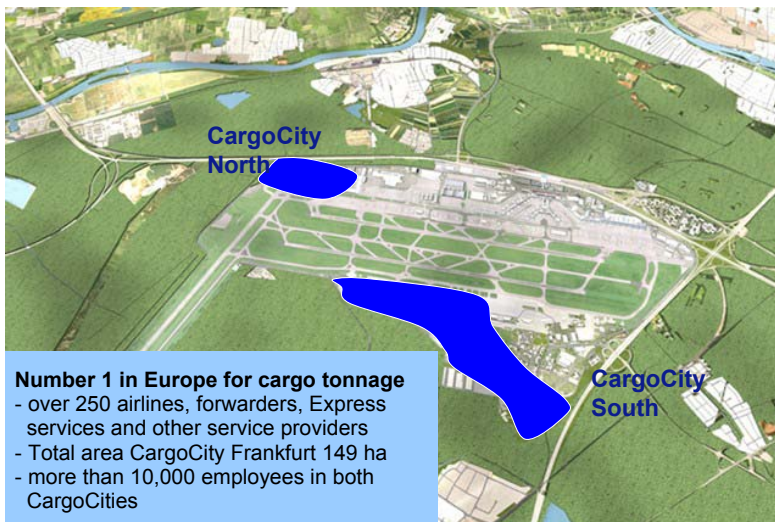 CargoCity
North
CargoCity
South
Number 1 in Europe for cargo tonnage
- over 250 airlines, forwarders, Express
services and other service providers
- Total area CargoCity Frankfurt 149 ha
- more than 10,000 employees in both
CargoCities